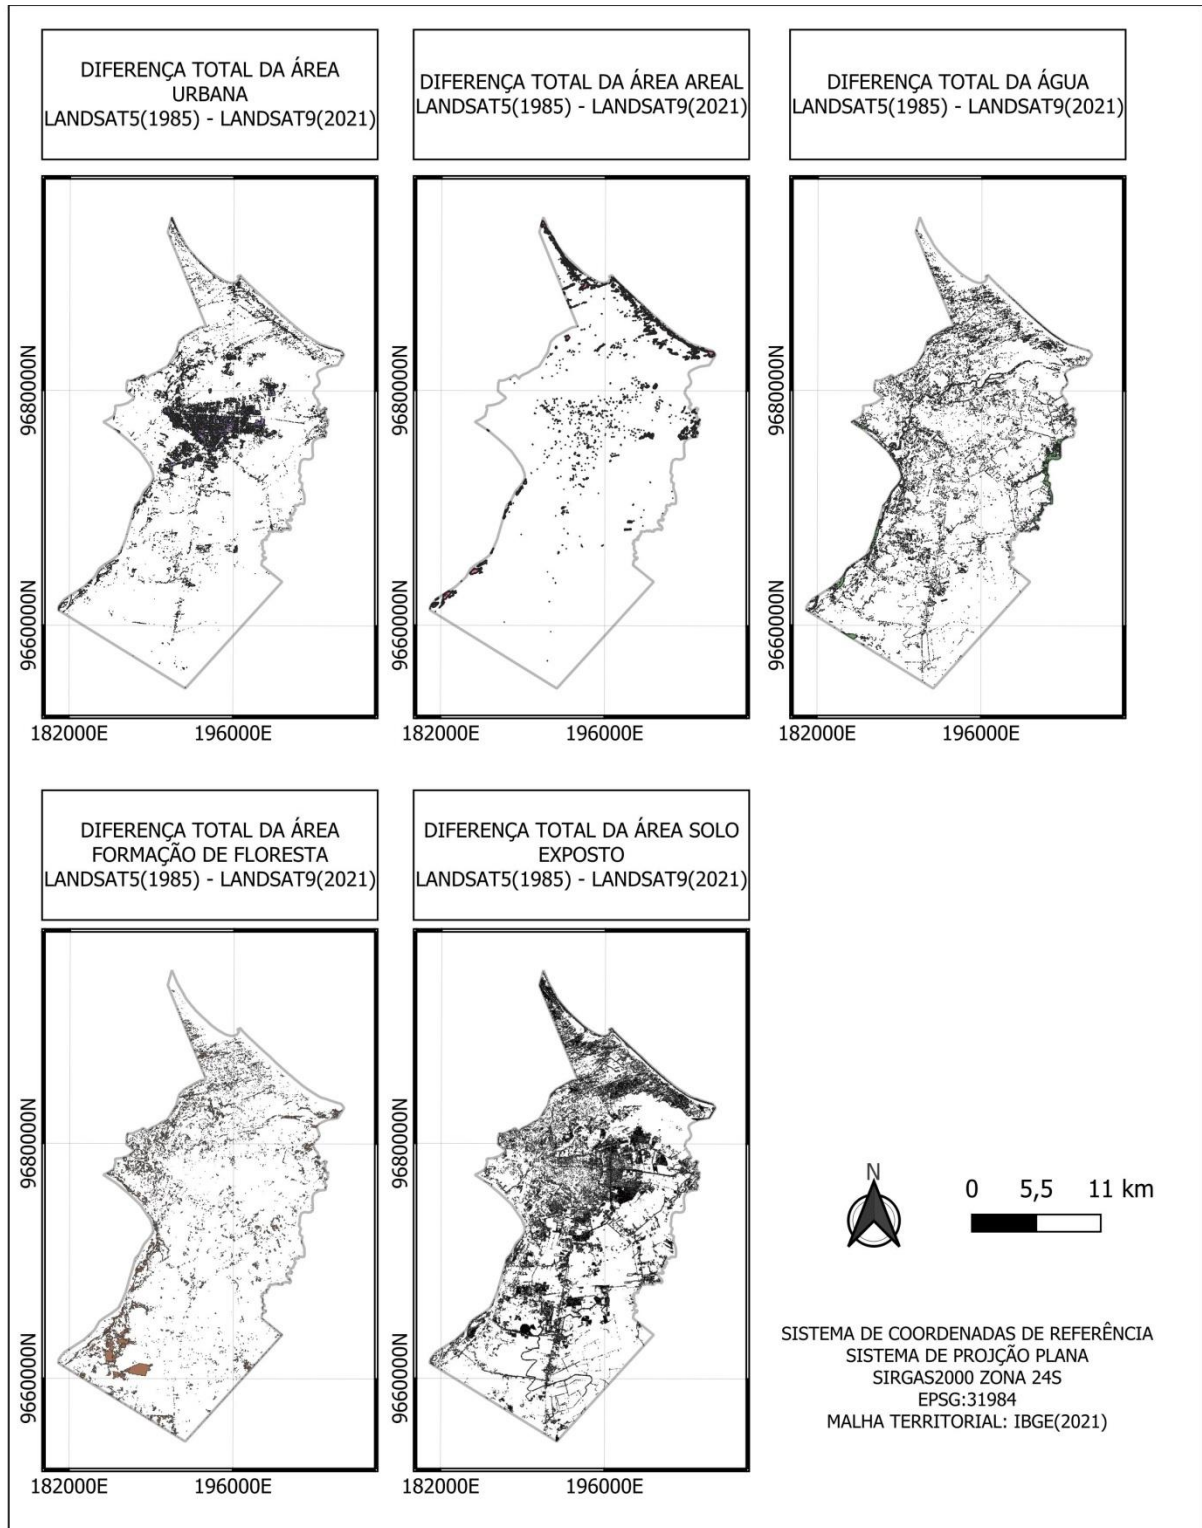 DIFERENÇA TOTAL DA ÁREA
URBANA
LANDSAT5(1985) - LANDSAT9(2021)
DIFERENÇA TOTAL DA ÁREA AREAL
LANDSAT5(1985) - LANDSAT9(2021)
DIFERENÇA TOTAL DA ÁGUA
LANDSAT5(1985) - LANDSAT9(2021)
9680000N
9660000N
182000E
196000E
9680000N
9660000N
182000E
196000E
9680000N
9660000N
182000E
196000E
DIFERENÇA TOTAL DA ÁREA
FORMAÇÃO DE FLORESTA
LANDSAT5(1985) - LANDSAT9(2021)
DIFERENÇA TOTAL DA ÁREA SOLO
EXPOSTO
LANDSAT5(1985) - LANDSAT9(2021)
9680000N
9660000N
182000E
196000E
9680000N
9660000N
182000E
196000E
N
0 5,5 11 km
SISTEMA DE COORDENADAS DE REFERÊNCIA
SISTEMA DE PROJÇÃO PLANA
SIRGAS2000 ZONA 24S
EPSG:31984
MALHA TERRITORIAL: IBGE(2021)